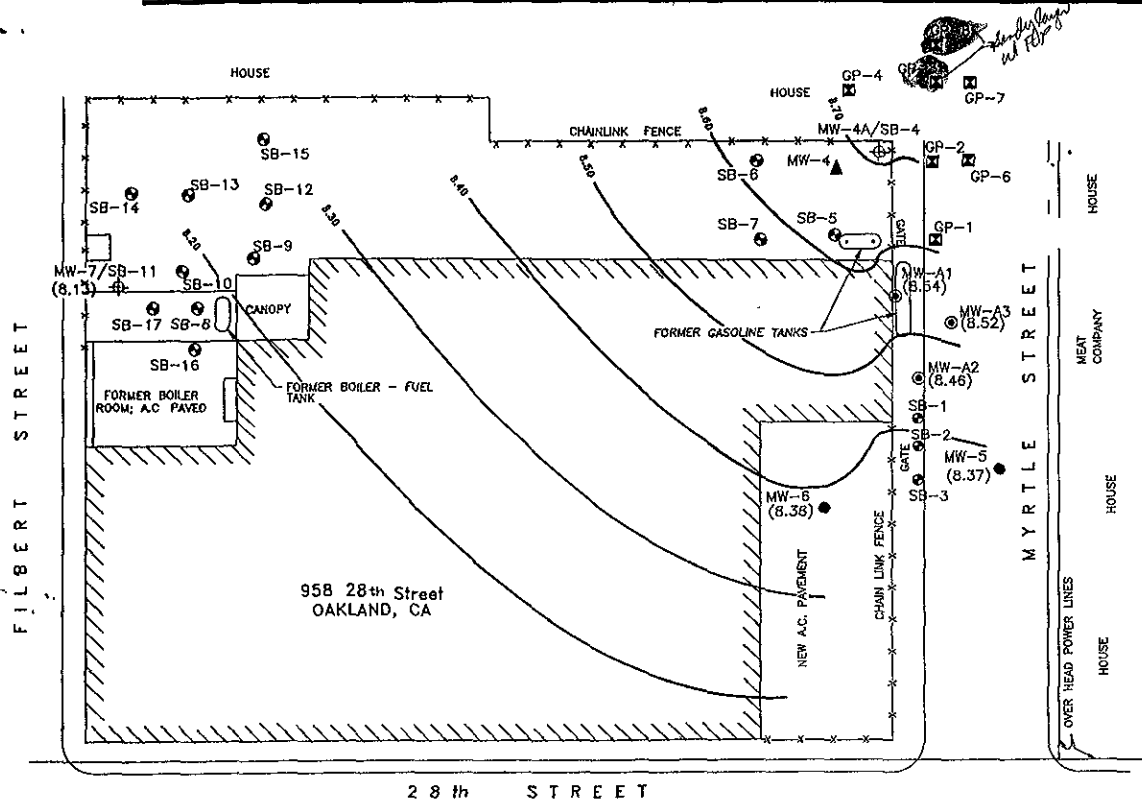 Sandy layer
at
HOUSE
GP-4
GP-7
HOUSE
8.70
8.60
MW-4A/SB-4
CHAINLINK FENCE
SB-15
8.50
SB-6
MW-4
GP-2
GP-6
SB-13
SB-12
8.40
SB-14
8.30
HOUSE
SB-7
SB-5
GATE
GP-1
8.20
SB-9
MW-7/SB-11
(8.13)
SB-10
MW-A1
(8.54)
CANOPY
SB-17
SB-8
MW-A3
(8.52)
FORMER GASOLINE TANKS
SB-16
MEAT
COMPANY
MW-A2
(8.46)
FORMER BOILER
ROOM; A.C PAVED
FORMER BOILER - FUEL
TANK
SB-1
SB-2
GATE
MW-5
(8.37)
SB-3
MW-6
(8.38)
HOUSE
FILBERT STREET
MYRTLE STREET
CHAIN LINK FENCE
NEW A.C. PAVEMENT
958 28th Street
OAKLAND, CA
OVER HEAD POWER LINES
HOUSE
28th STREET